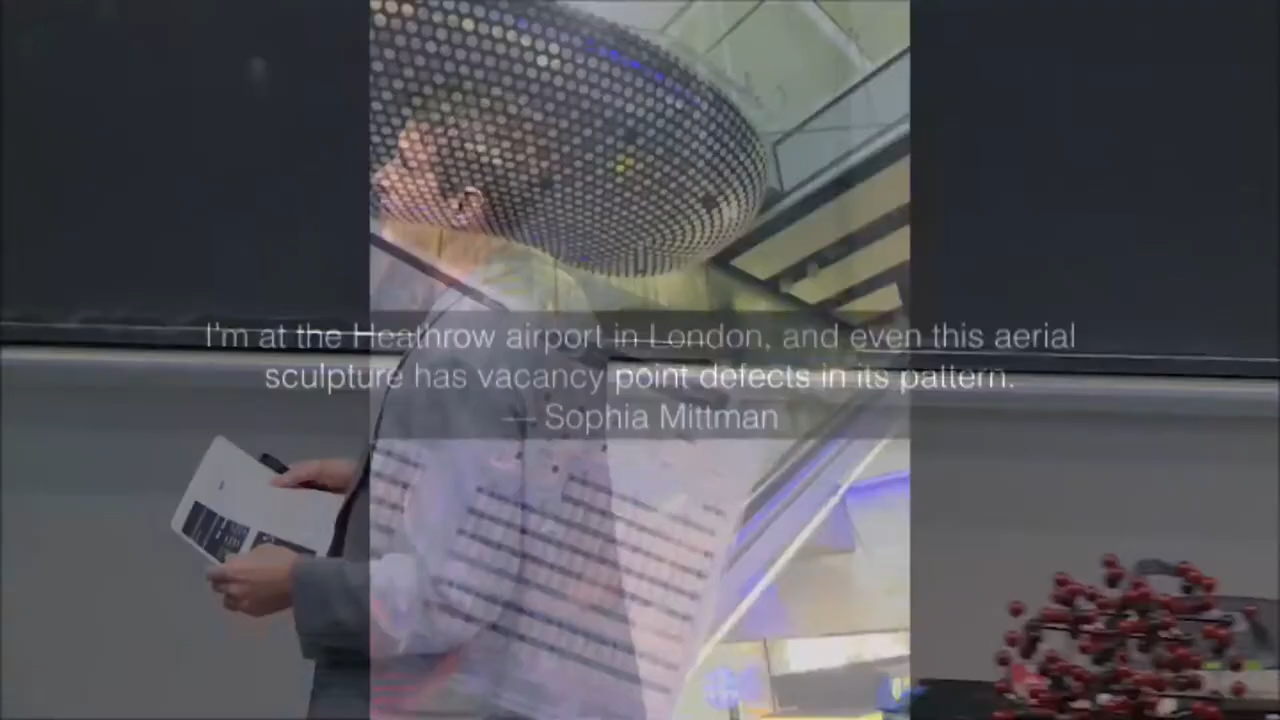 I'm at the Heathrow airport in London, and even this aerial
sculpture has vacancy point defects in its pattern.
— Sophia Mittman